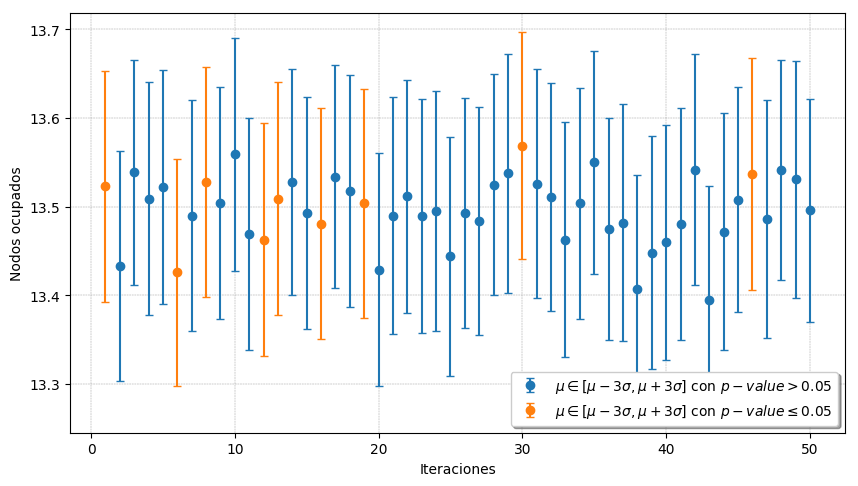 13.7
13.6
13.5
13.4
13.3
Nodos ocupados
μ ∈ [μ − 3σ, μ + 3σ] con p − value > 0.05
μ ∈ [μ − 3σ, μ + 3σ] con p − value ≤ 0.05
0 10 20 30 40 50
Iteraciones